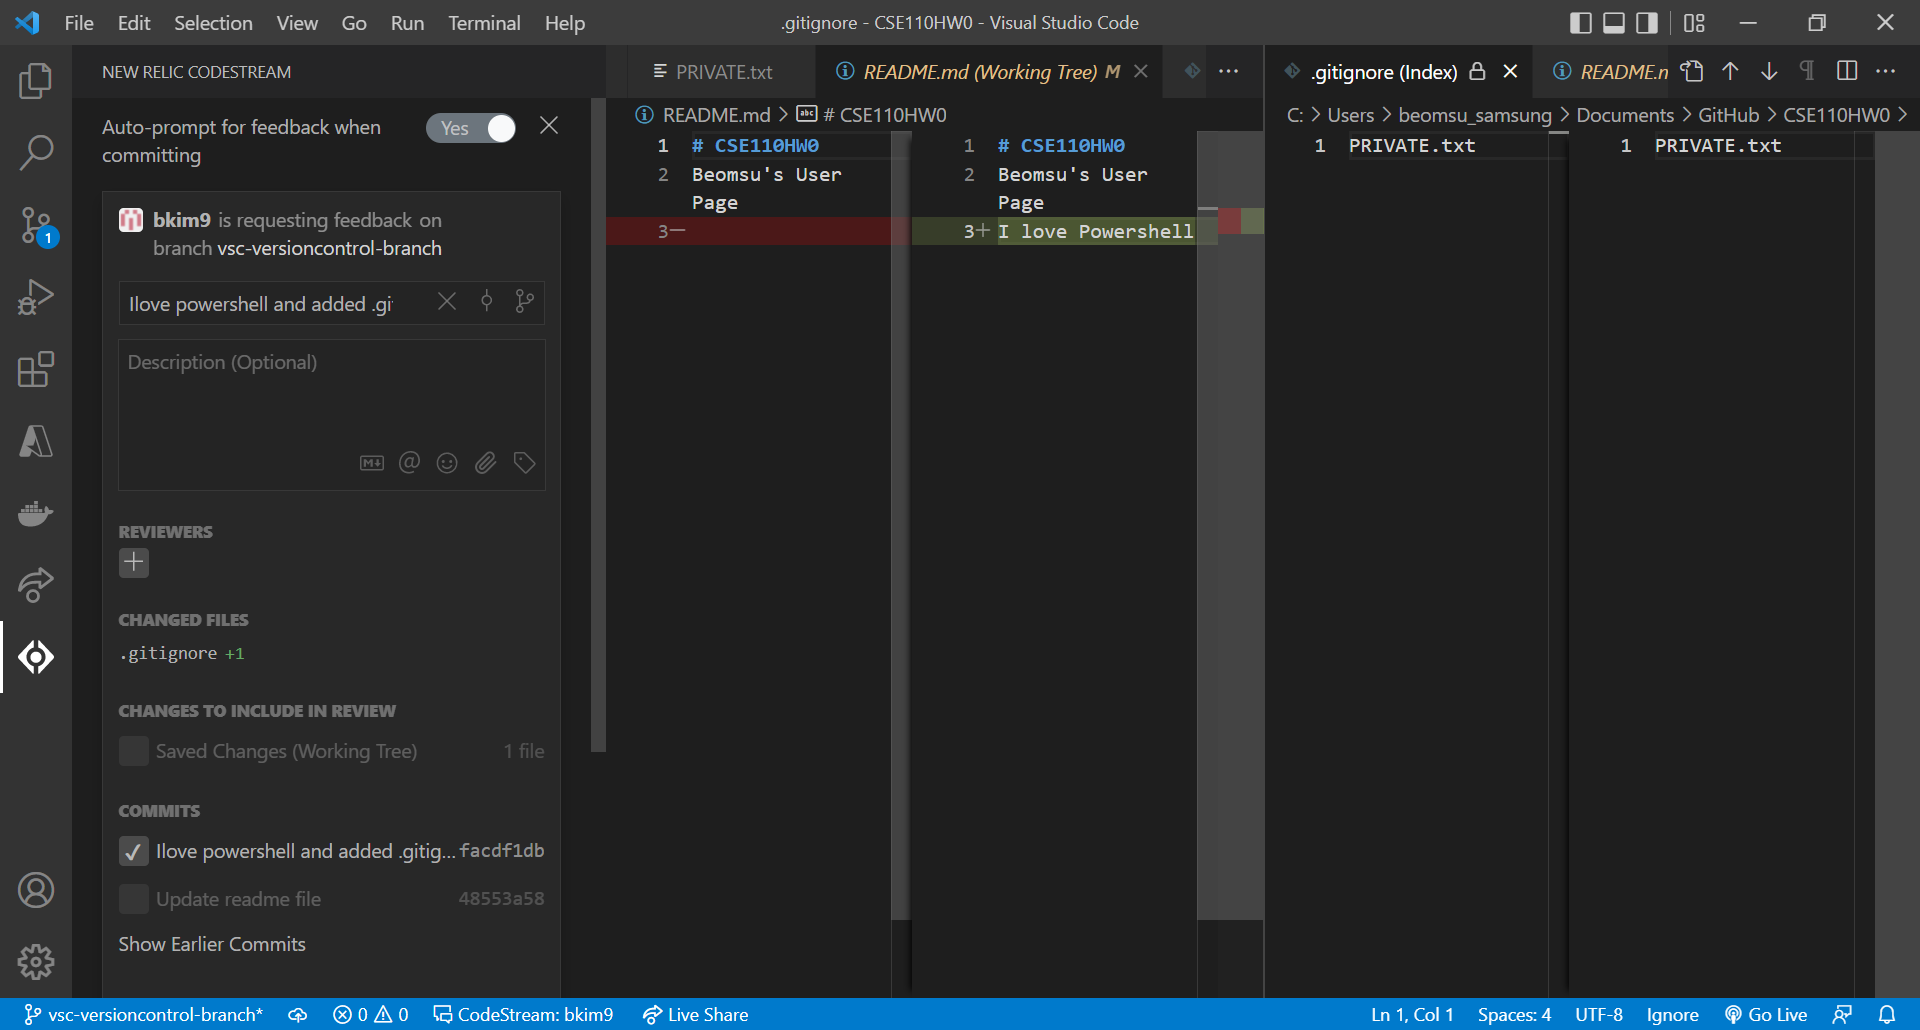 File Edit Selection View Go Run Terminal Help
.gitignore - CSE110HW0 - Visual Studio Code
NEW RELIC CODESTREAM
Auto-prompt for feedback when
committing
Yes
bkim9 is requesting feedback on
branch vsc-versioncontrol-branch
Ilove powershell and added .gi
Description (Optional)
REVIEWERS
CHANGED FILES
.gitignore +1
CHANGES TO INCLUDE IN REVIEW
Saved Changes (Working Tree) 1 file
COMMITS
Ilove powershell and added .gitig... facdf1db
Update readme file 48553a58
Show Earlier Commits
1
PRIVATE.txt
README.md (Working Tree) M
README.md > # CSE110HW0
1 # CSE110HW0
2 Beomsu's User
Page
3—
1 # CSE110HW0
2 Beomsu's User
Page
3+ I love Powershell
.gitignore (Index)
README.m
C: > Users > beomsu_samsung > Documents > GitHub > CSE110HW0 >
1 PRIVATE.txt
1 PRIVATE.txt
vsc-versioncontrol-branch* 0 0 CodeStream: bkim9 Live Share
Ln 1, Col 1 Spaces: 4 UTF-8 Ignore Go Live